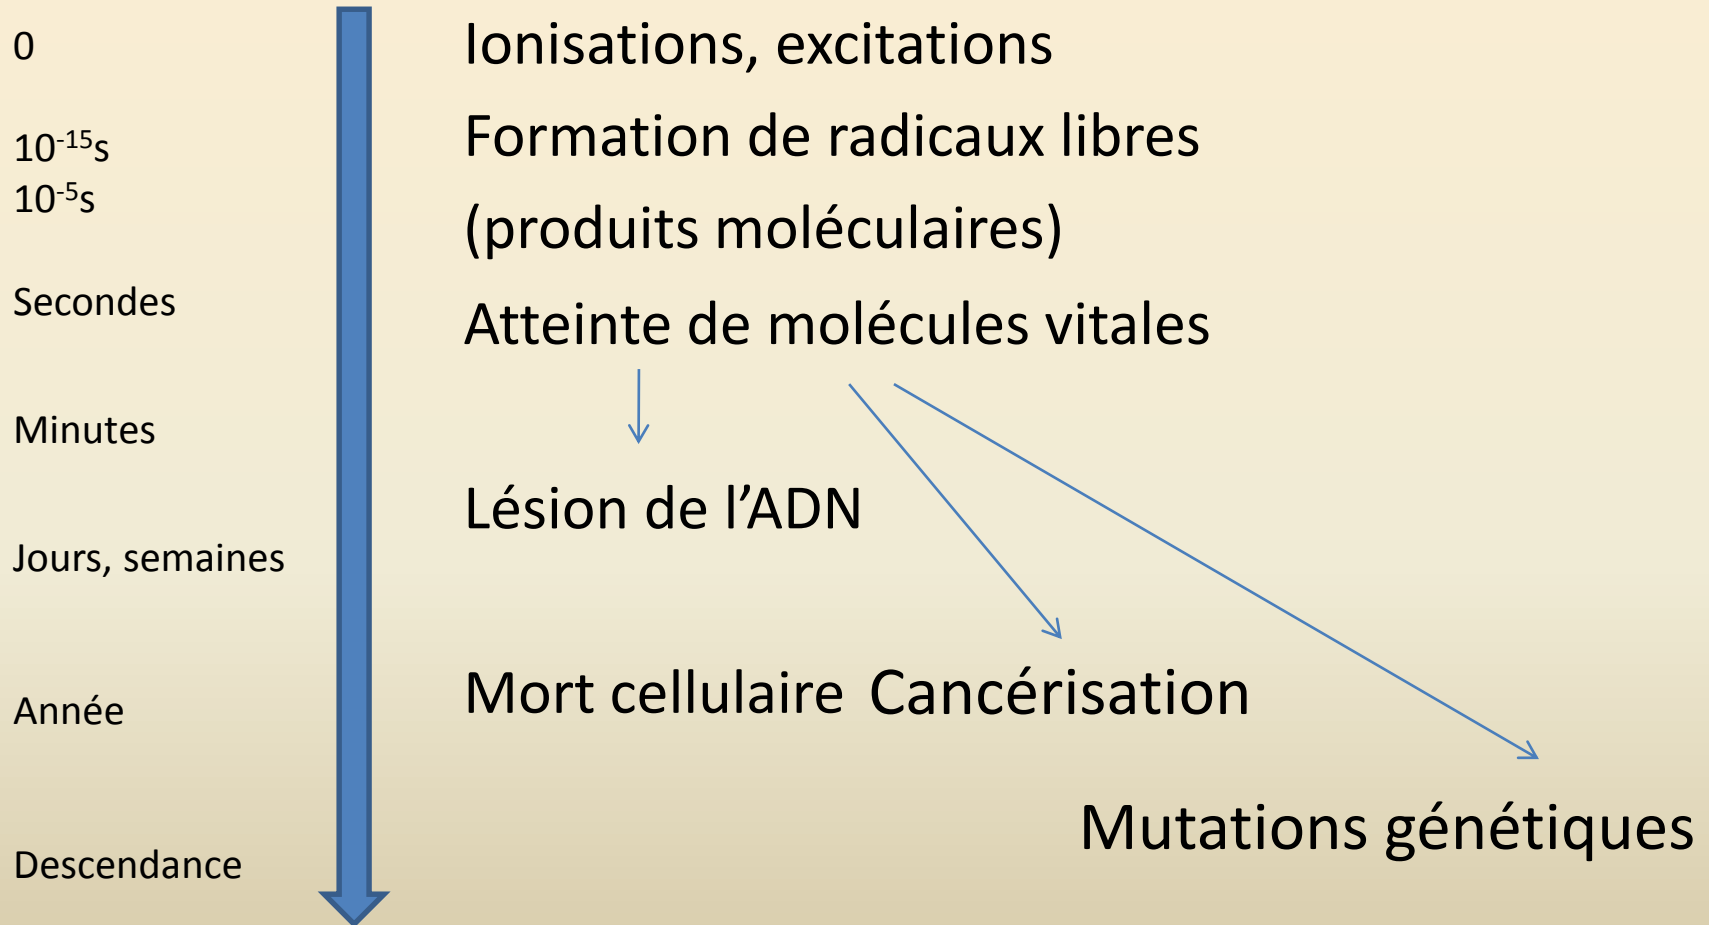 0
Ionisations, excitations
10⁻¹⁵s
Formation de radicaux libres
10⁻⁵s
(produits moléculaires)
Secondes
Atteinte de molécules vitales
Minutes
Lésion de l’ADN
Jours, semaines
Année
Mort cellulaire Cancérisation
Mutations génétiques
Descendance